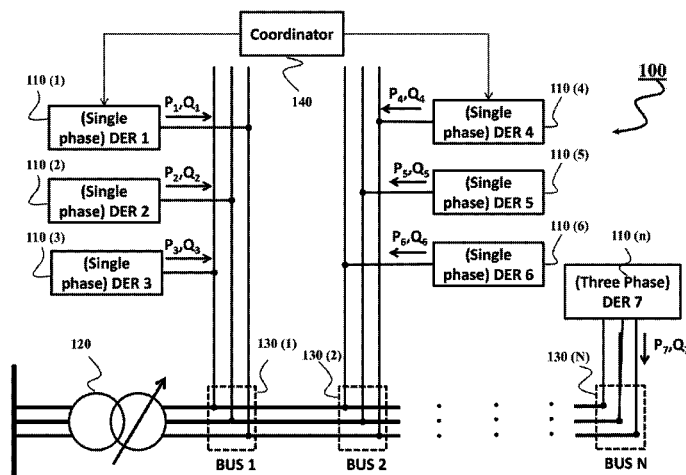 Coordinator
140
100
110 (1)
(Single
phase) DER 1
P1,Q1
110 (2)
(Single
phase) DER 2
P2,Q2
110 (3)
(Single
phase) DER 3
P3,Q3
P4,Q4
(Single
phase) DER 4
110 (4)
P5,Q5
(Single
phase) DER 5
110 (5)
P6,Q6
(Single
phase) DER 6
110 (6)
110 (n)
(Three Phase)
DER 7
P7,Q7
120
130 (1)
130 (2)
130 (N)
BUS 1
BUS 2
BUS N